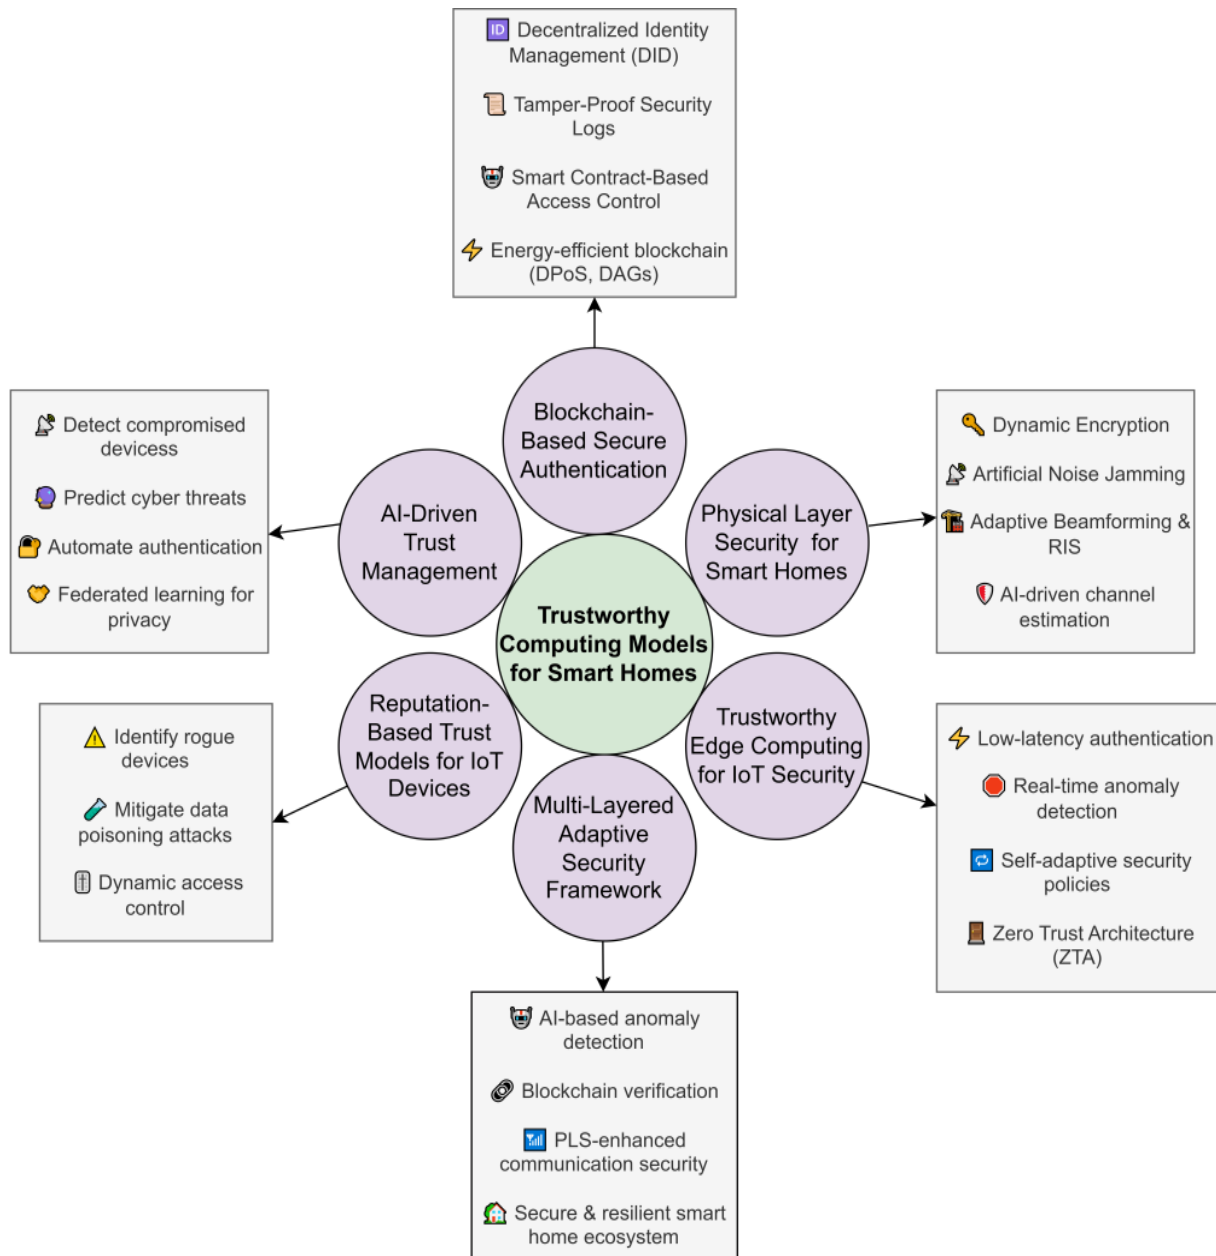 Decentralized Identity
Management (DID)
Tamper-Proof Security
Logs
Smart Contract-Based
Access Control
Energy-efficient blockchain
(DPoS, DAGs)
Blockchain-
Based Secure
Authentication
Detect compromised
devicess
Predict cyber threats
Automate authentication
Federated learning for
privacy
AI-Driven
Trust
Management
Physical Layer
Security for
Smart Homes
Dynamic Encryption
Artificial Noise Jamming
Adaptive Beamforming &
RIS
AI-driven channel
estimation
Trustworthy
Computing Models
for Smart Homes
Reputation-
Based Trust
Models for IoT
Devices
Identify rogue
devices
Mitigate data
poisoning attacks
Dynamic access
control
Trustworthy
Edge Computing
for IoT Security
Low-latency authentication
Real-time anomaly
detection
Self-adaptive security
policies
Zero Trust Architecture
(ZTA)
Multi-Layered
Adaptive
Security
Framework
AI-based anomaly
detection
Blockchain verification
PLS-enhanced
communication security
Secure & resilient smart
home ecosystem